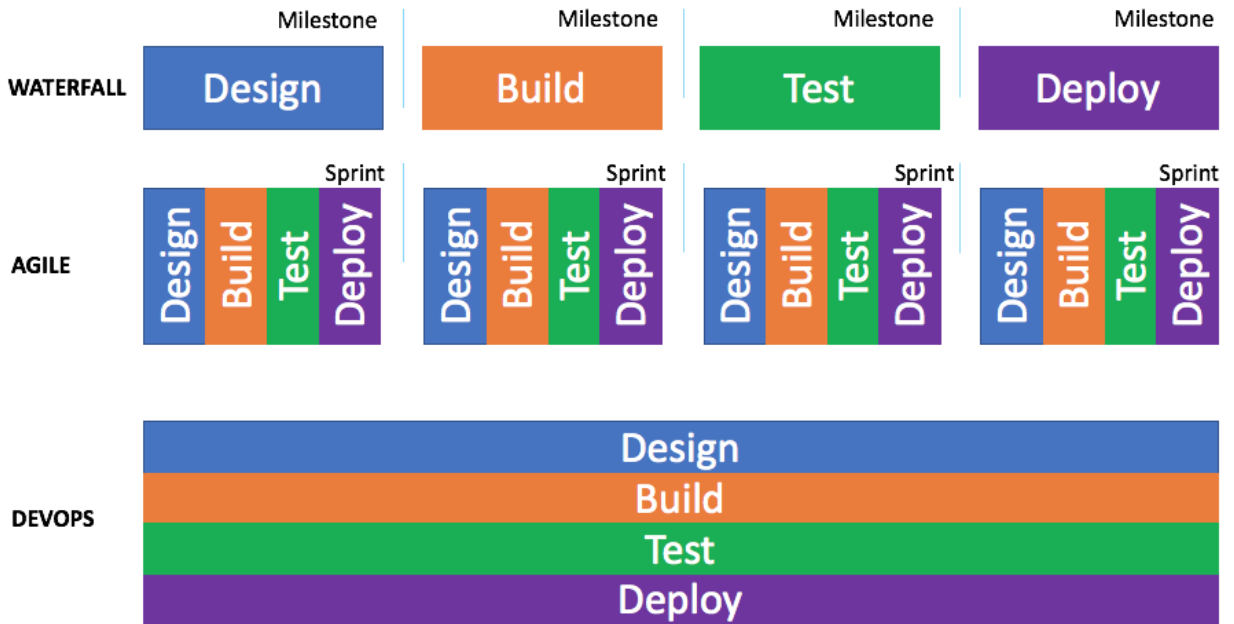 Milestone Milestone Milestone Milestone
WATERFALL Design Build Test Deploy
Sprint Sprint Sprint Sprint
AGILE Design Build Test Deploy Design Build Test Deploy Design Build Test Deploy Design Build Test Deploy
DEVOPS
Design
Build
Test
Deploy